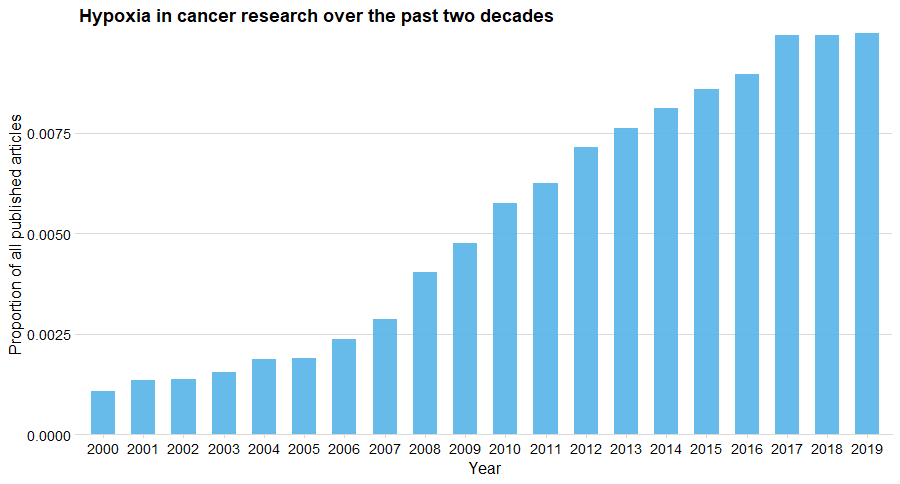 Hypoxia in cancer research over the past two decades
Proportion of all published articles
0.0075
0.0050
0.0025
0.0000
2000 2001 2002 2003 2004 2005 2006 2007 2008 2009 2010 2011 2012 2013 2014 2015 2016 2017 2018 2019
Year